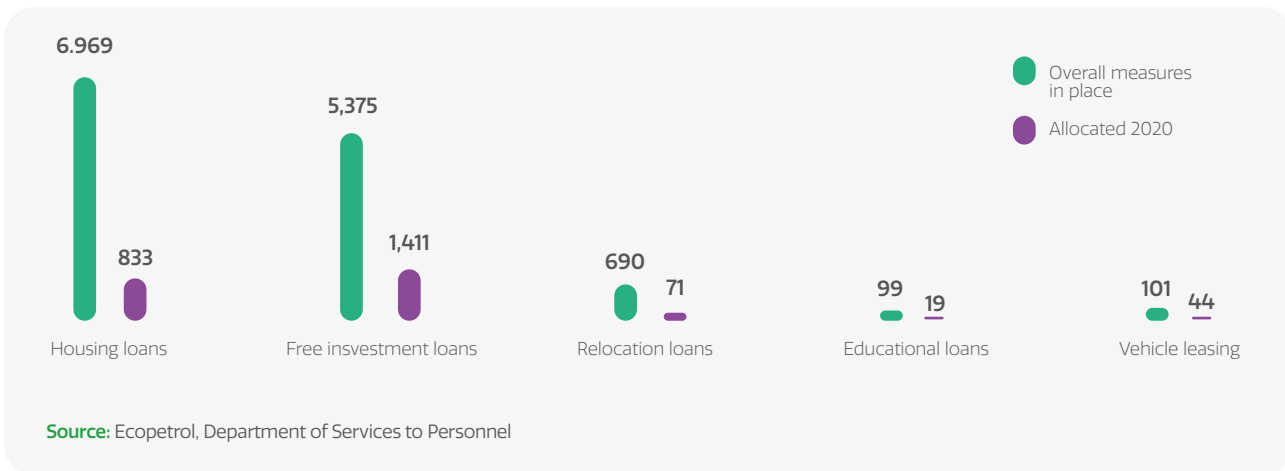 6.969
833
Housing loans
5,375
1,411
Free insvestment loans
690
71
Relocation loans
99
19
Educational loans
101
44
Vehicle leasing
Overall measures
in place
Allocated 2020
Source: Ecopetrol, Department of Services to Personnel